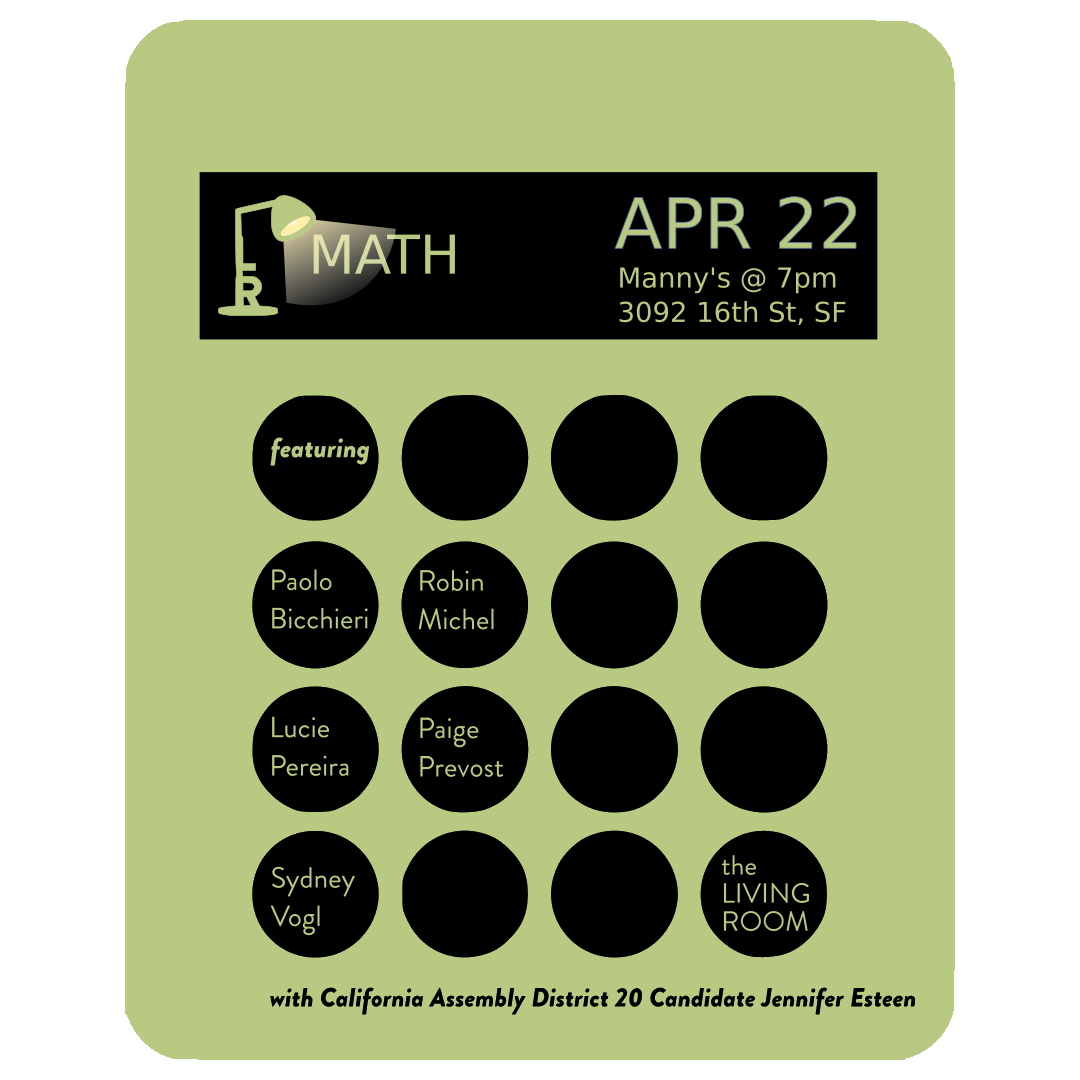 LR
MATH
APR 22
Manny's @ 7pm
3092 16th St, SF
featuring
Paolo
Bicchieri
Robin
Michel
Lucie
Pereira
Paige
Prevost
Sydney
Vogl
the
LIVING
ROOM
with California Assembly District 20 Candidate Jennifer Esteen